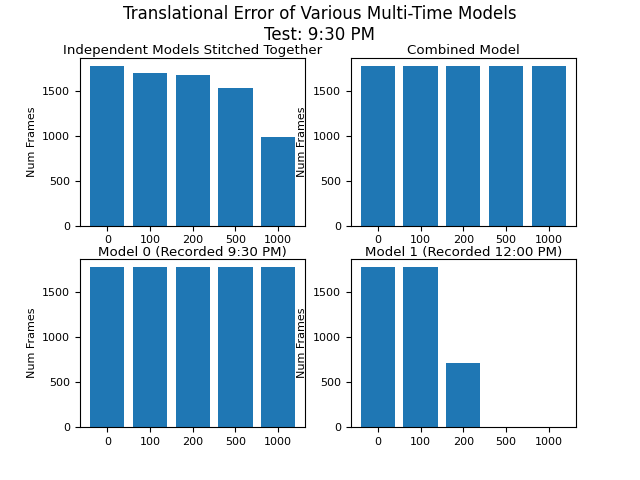 Translational Error of Various Multi-Time Models
Test: 9:30 PM
Independent Models Stitched Together
Num Frames
1500
1000
500
0
0 100 200 500 1000
Combined Model
Num Frames
1500
1000
500
0
0 100 200 500 1000
Model 0 (Recorded 9:30 PM)
Num Frames
1500
1000
500
0
0 100 200 500 1000
Model 1 (Recorded 12:00 PM)
Num Frames
1500
1000
500
0
0 100 200 500 1000